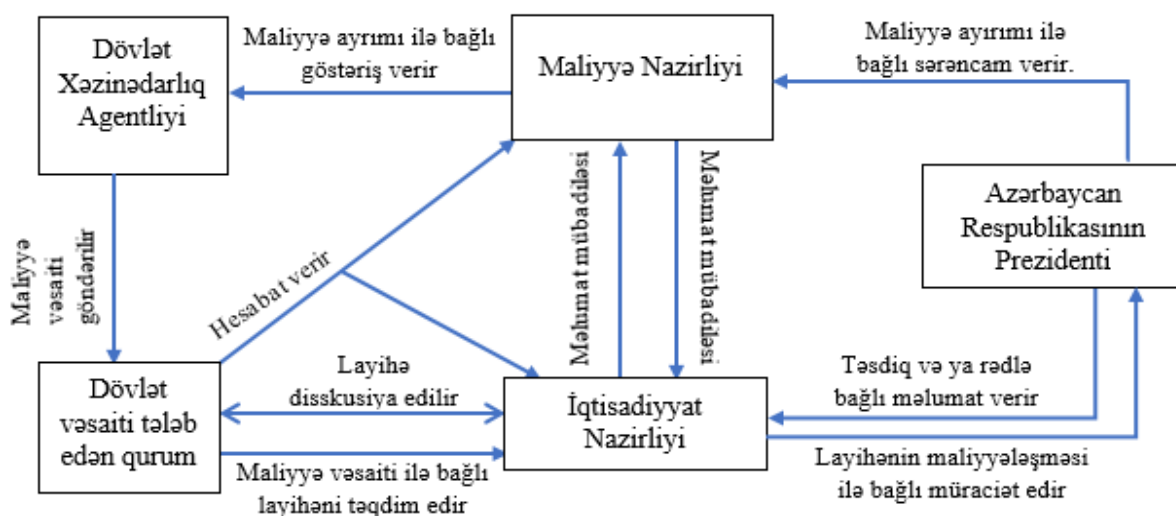 Dövlət
Xəzinədarlıq
Agentliyi
Maliyyə ayrımı ilə bağlı
göstəriş verir
Maliyyə Nazirliyi
Maliyyə ayırımı ilə
bağlı sərəncam verir.
Azərbaycan
Respublikasının
Prezidenti
Maliyyə
vəsaiti
göndərilir
Hesabat verir
Məlumat mübadiləsi
Məlumat mübadiləsi
Dövlət
vəsaiti tələb
edən qurum
Layihə
disskusiya edilir
İqtisadiyyat
Nazirliyi
Təsdiq və ya rədlə
bağlı məlumat verir
Maliyyə vəsaiti ilə bağlı
layihəni təqdim edir
Layihənin maliyyələşməsi
ilə bağlı müraciət edir